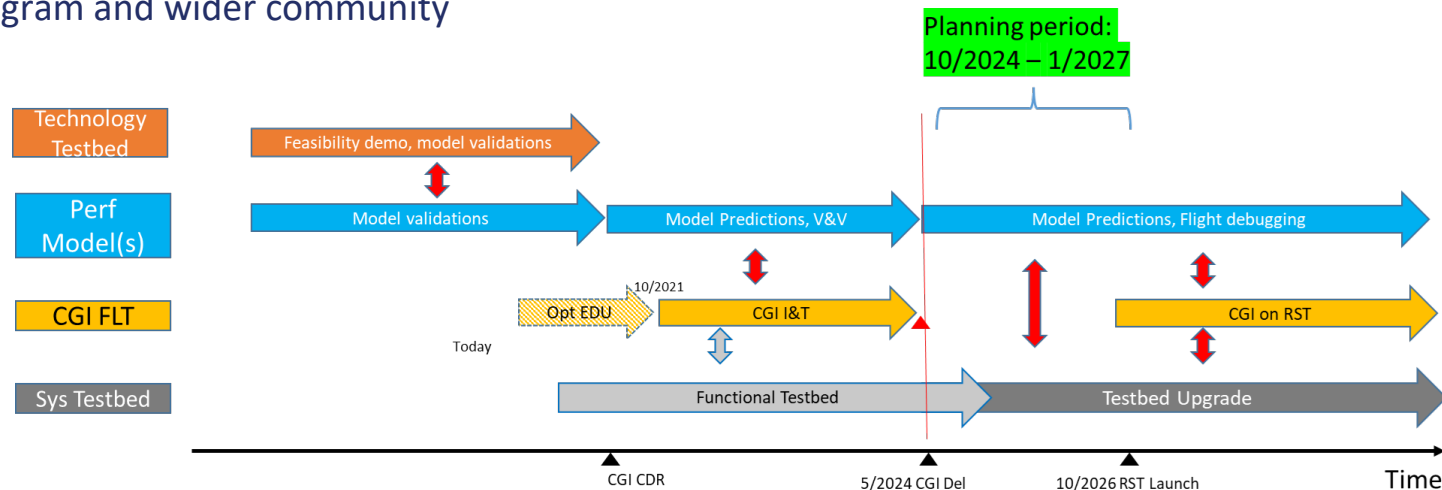 gram and wider community
Planning period:
10/2024 – 1/2027
Technology
Testbed
Feasibility demo, model validations
Perf
Model(s)
Model validations
Model Predictions, V&V
Model Predictions, Flight debugging
10/2021
CGI FLT
Opt EDU
CGI I&T
CGI on RST
Today
Sys Testbed
Functional Testbed
Testbed Upgrade
CGI CDR
5/2024 CGI Del
10/2026 RST Launch
Time